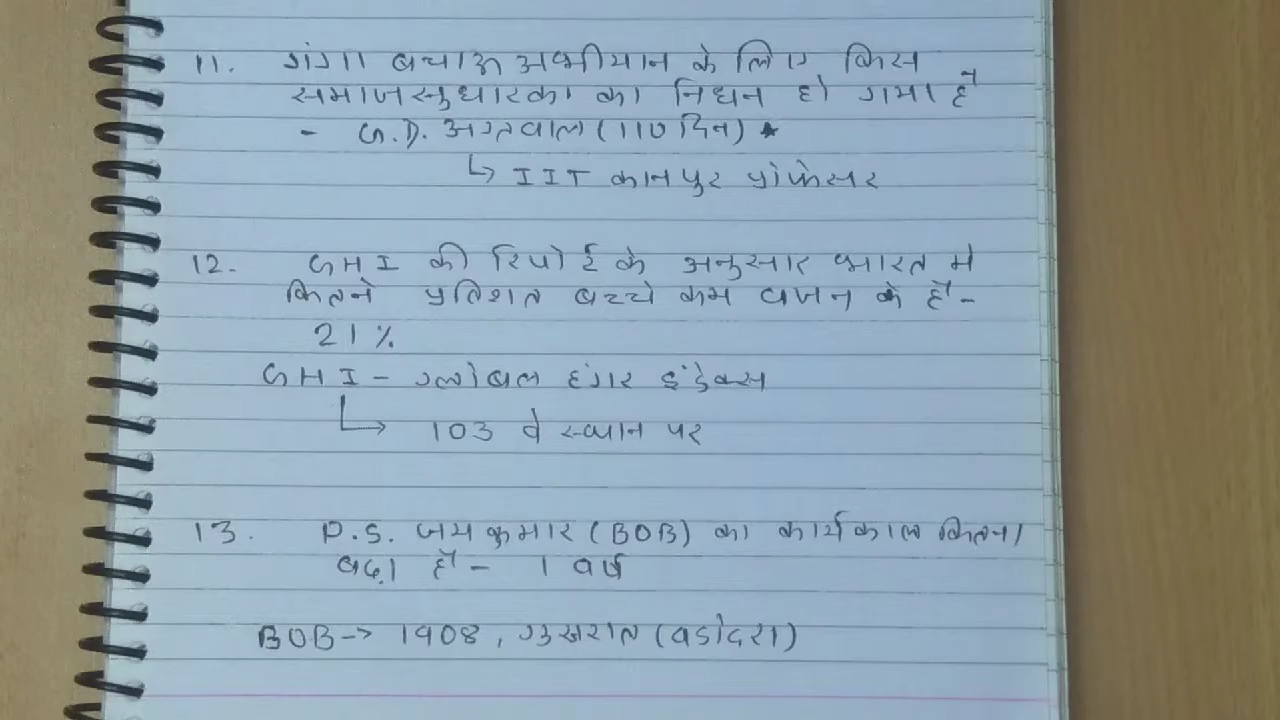 11. गंगा बचाऊ अभीयान के लिए किस
समाजसुधारका का निधन हो गया है
- G.D. अग्रवाल (110 दिन) *
↳ IIT कानपुर प्रोफेसर
12. GHI की रिपोर्ट के अनुसार भारत मे
कितने प्रतिशत बच्चे कम वजन के है -
21 %
GHI - ग्लोबल हंगर इंडेक्स
↳ 103 वे स्थान पर
13. P.S. जयकुमार (BOB) का कार्यकाल कितना
बढ़ा है - 1 वर्ष
BOB → 1908, गुजरात (वडोदरा)